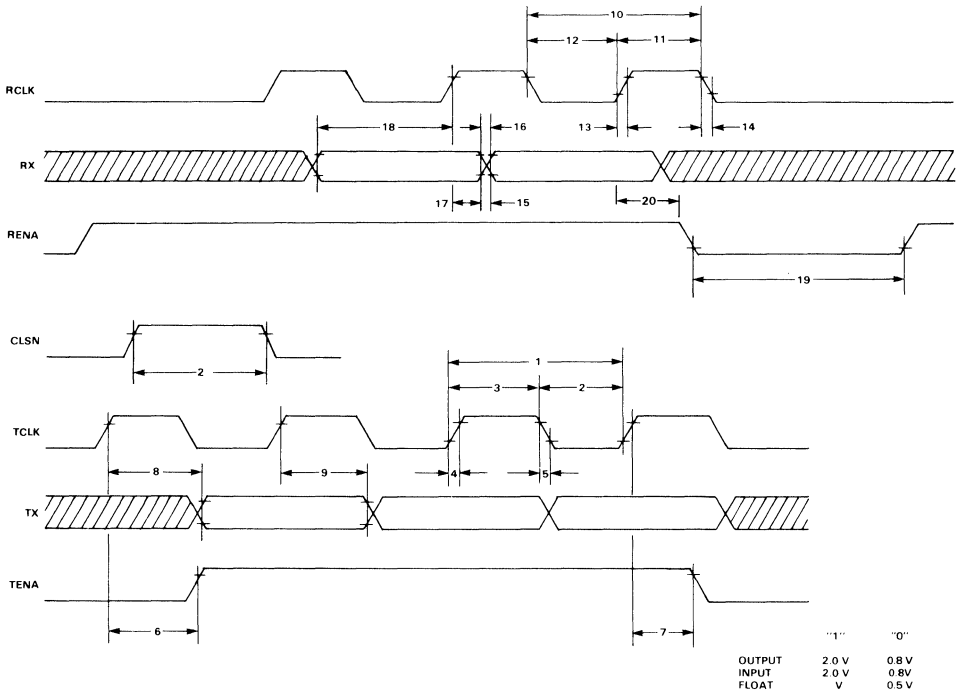 10
12 11
RCLK
13 14
18 16
RX
17 15 20
RENA
19
CLSN
2
1
3 2
TCLK
8 9 4 5
TX
TENA
6 7
"1" "0"
OUTPUT 2.0 V 0.8 V
INPUT 2.0 V 0.8V
FLOAT V 0.5 V